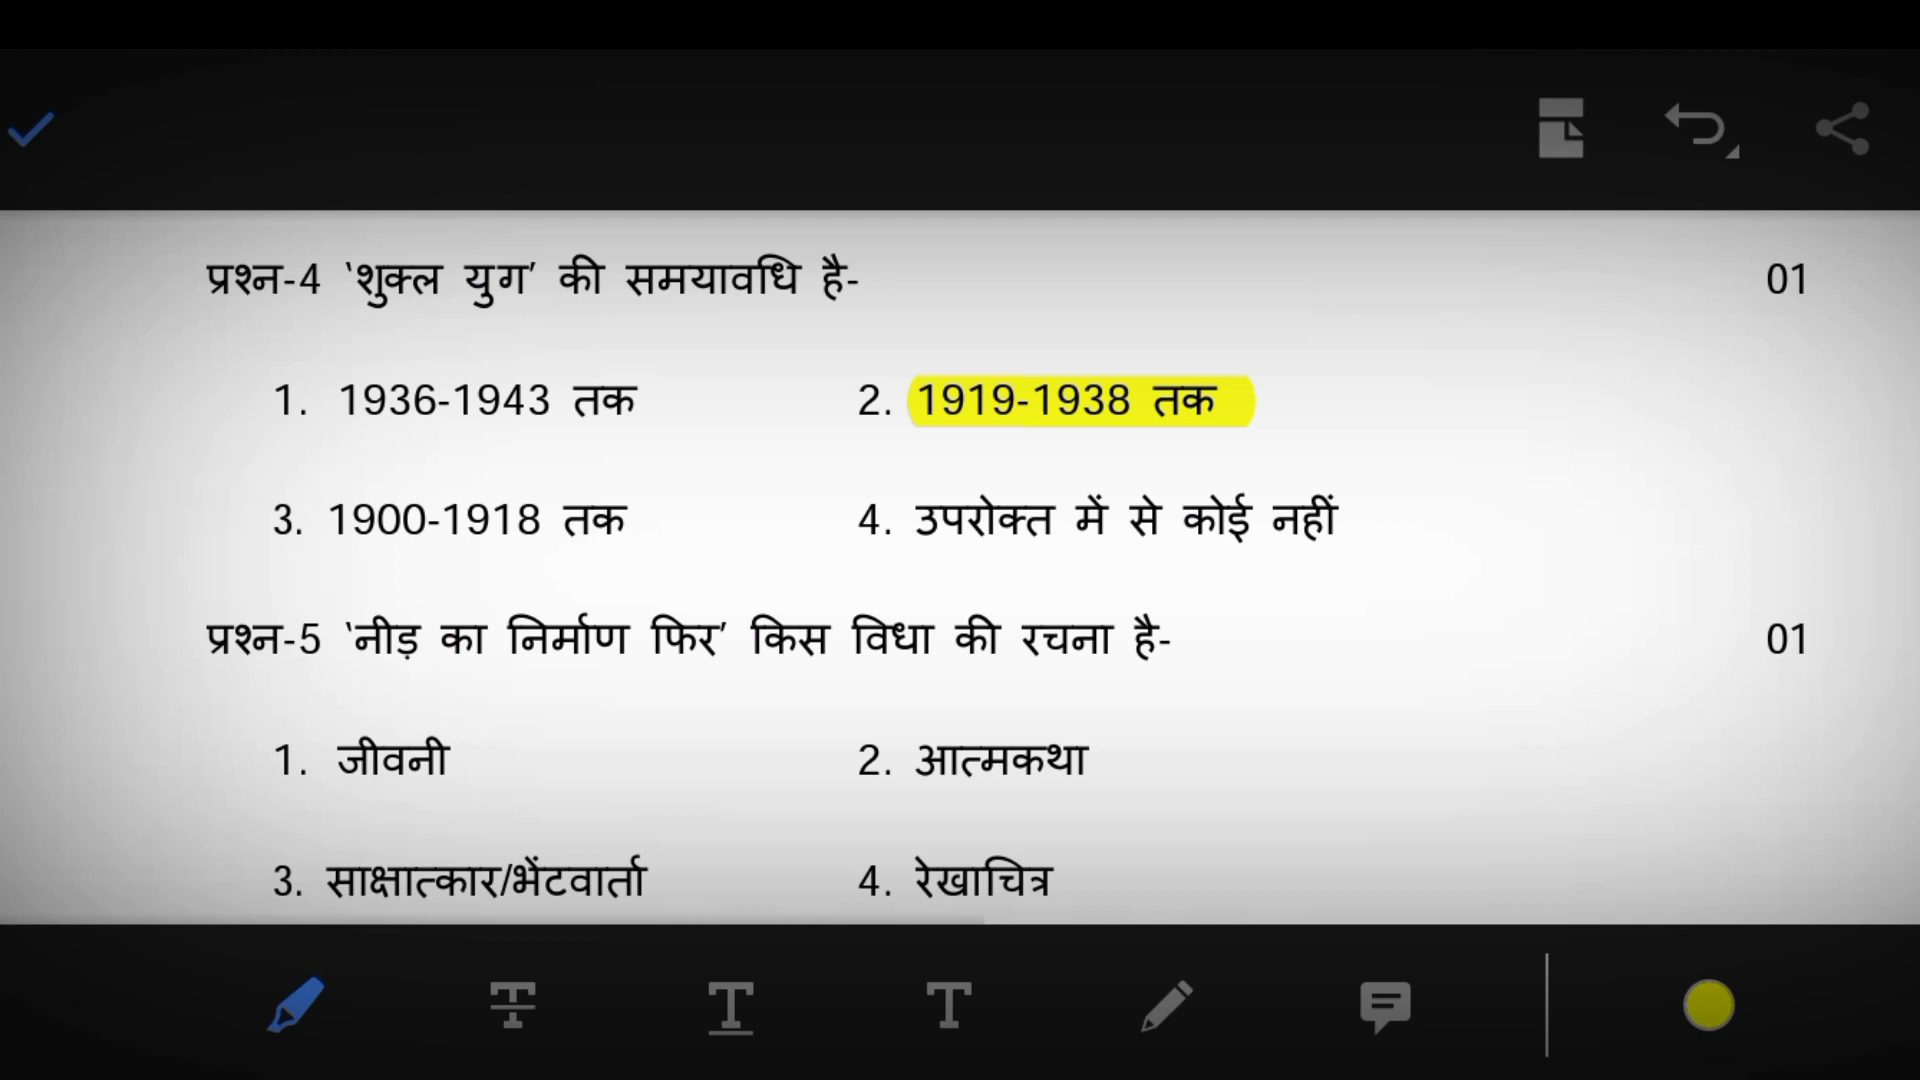 प्रश्न-4 ‘शुक्ल युग’ की समयावधि है- 01
1. 1936-1943 तक 2. 1919-1938 तक
3. 1900-1918 तक 4. उपरोक्त में से कोई नहीं
प्रश्न-5 ‘नीड़ का निर्माण फिर’ किस विधा की रचना है- 01
1. जीवनी 2. आत्मकथा
3. साक्षात्कार/भेंटवार्ता 4. रेखाचित्र